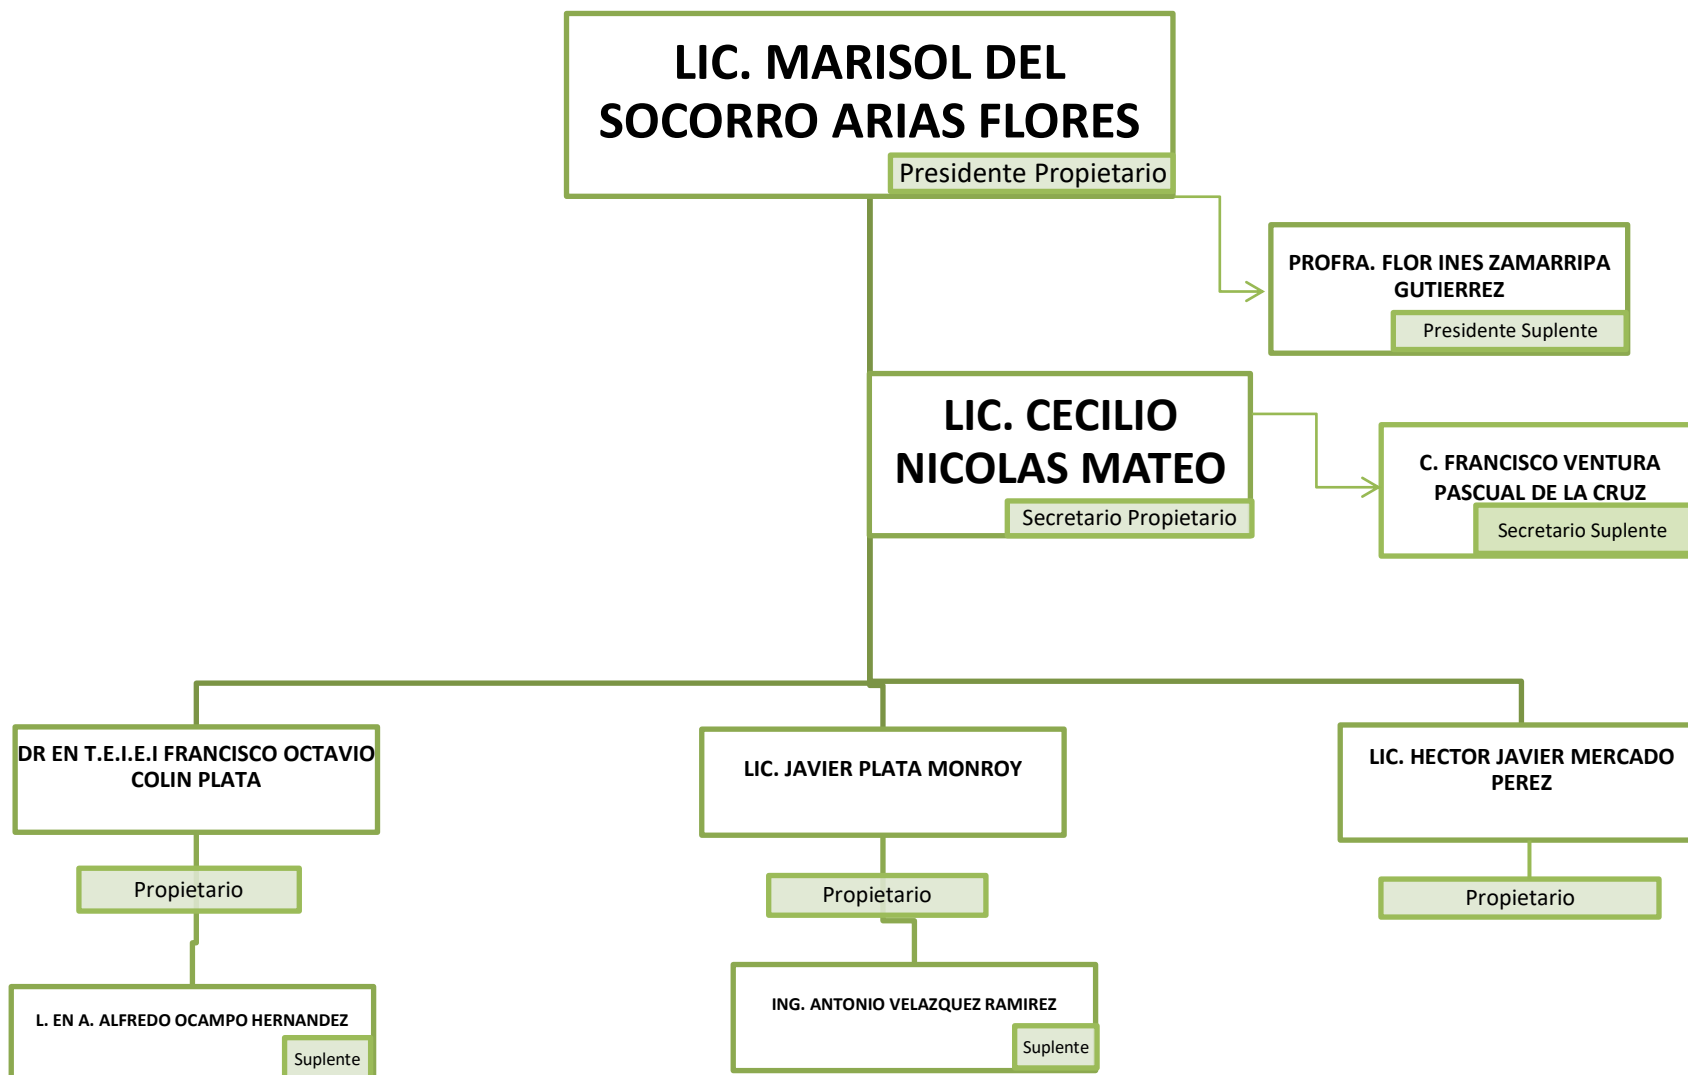 LIC. MARISOL DEL
SOCORRO ARIAS FLORES
Presidente Propietario
PROFRA. FLOR INES ZAMARRIPA
GUTIERREZ
Presidente Suplente
LIC. CECILIO
NICOLAS MATEO
Secretario Propietario
C. FRANCISCO VENTURA
PASCUAL DE LA CRUZ
Secretario Suplente
DR EN T.E.I.E.I FRANCISCO OCTAVIO
COLIN PLATA
Propietario
L. EN A. ALFREDO OCAMPO HERNANDEZ
Suplente
LIC. JAVIER PLATA MONROY
Propietario
ING. ANTONIO VELAZQUEZ RAMIREZ
Suplente
LIC. HECTOR JAVIER MERCADO
PEREZ
Propietario